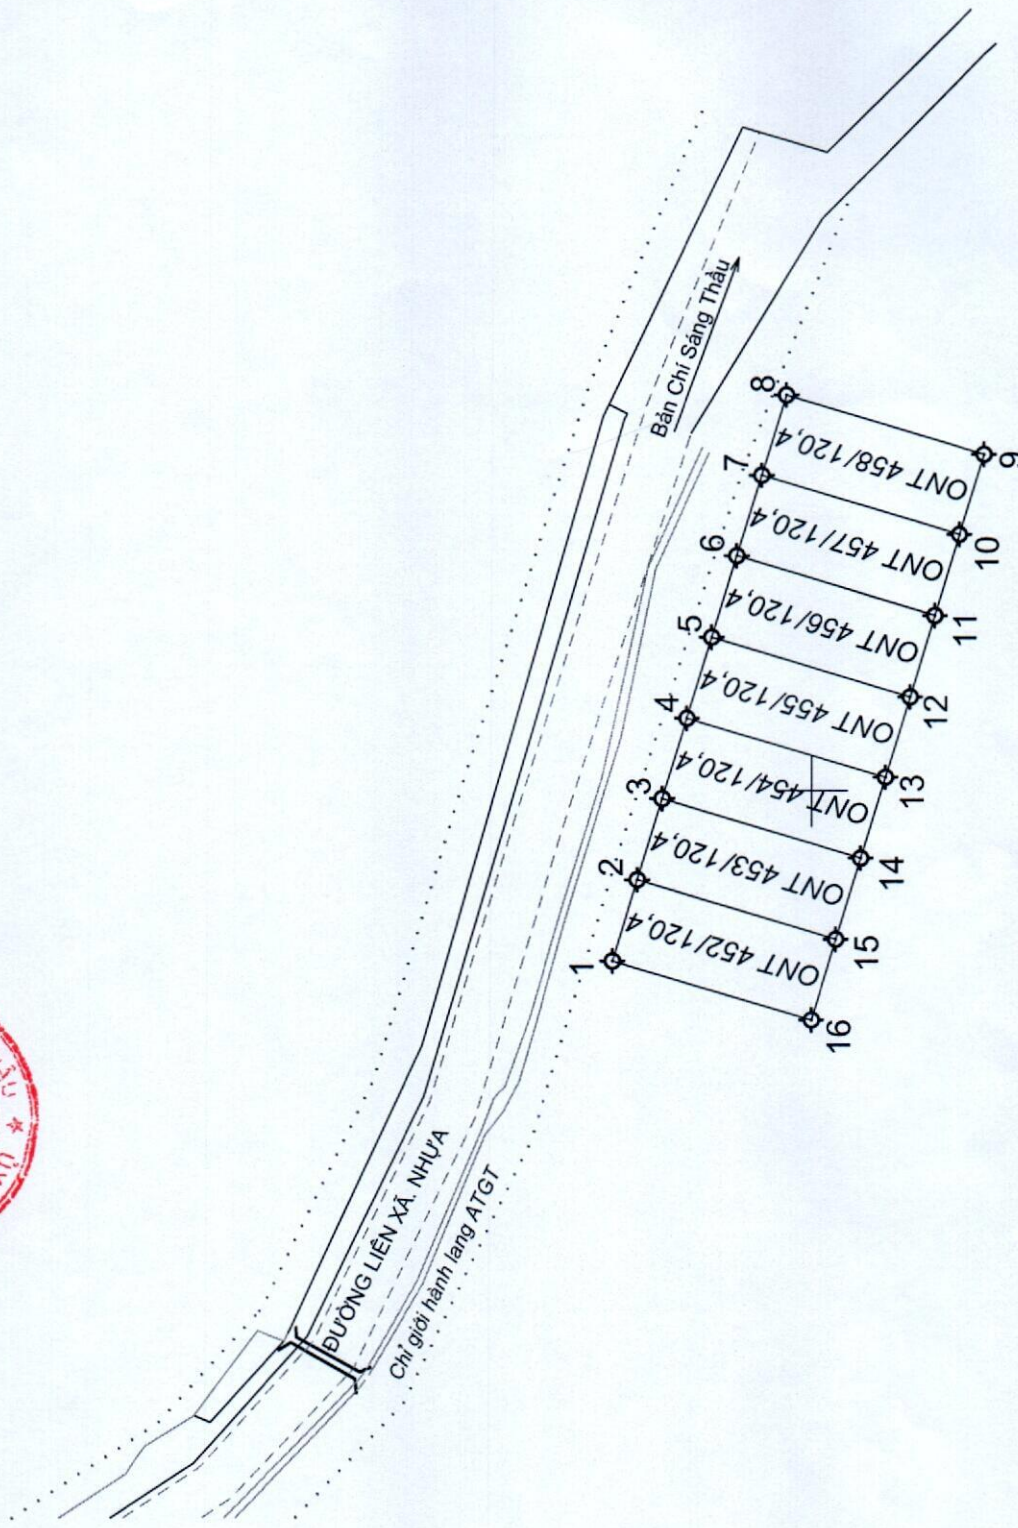 Bản Chí Sáng Thầu
ĐƯỜNG LIÊN XÃ. NHỰA
Chỉ giới hành lang ATGT
8
7
6
5
4
3
2
1
ONT 458/120,4
ONT 457/120,4
ONT 456/120,4
ONT 455/120,4
ONT 454/120,4
ONT 453/120,4
ONT 452/120,4
9
10
11
12
13
14
15
16